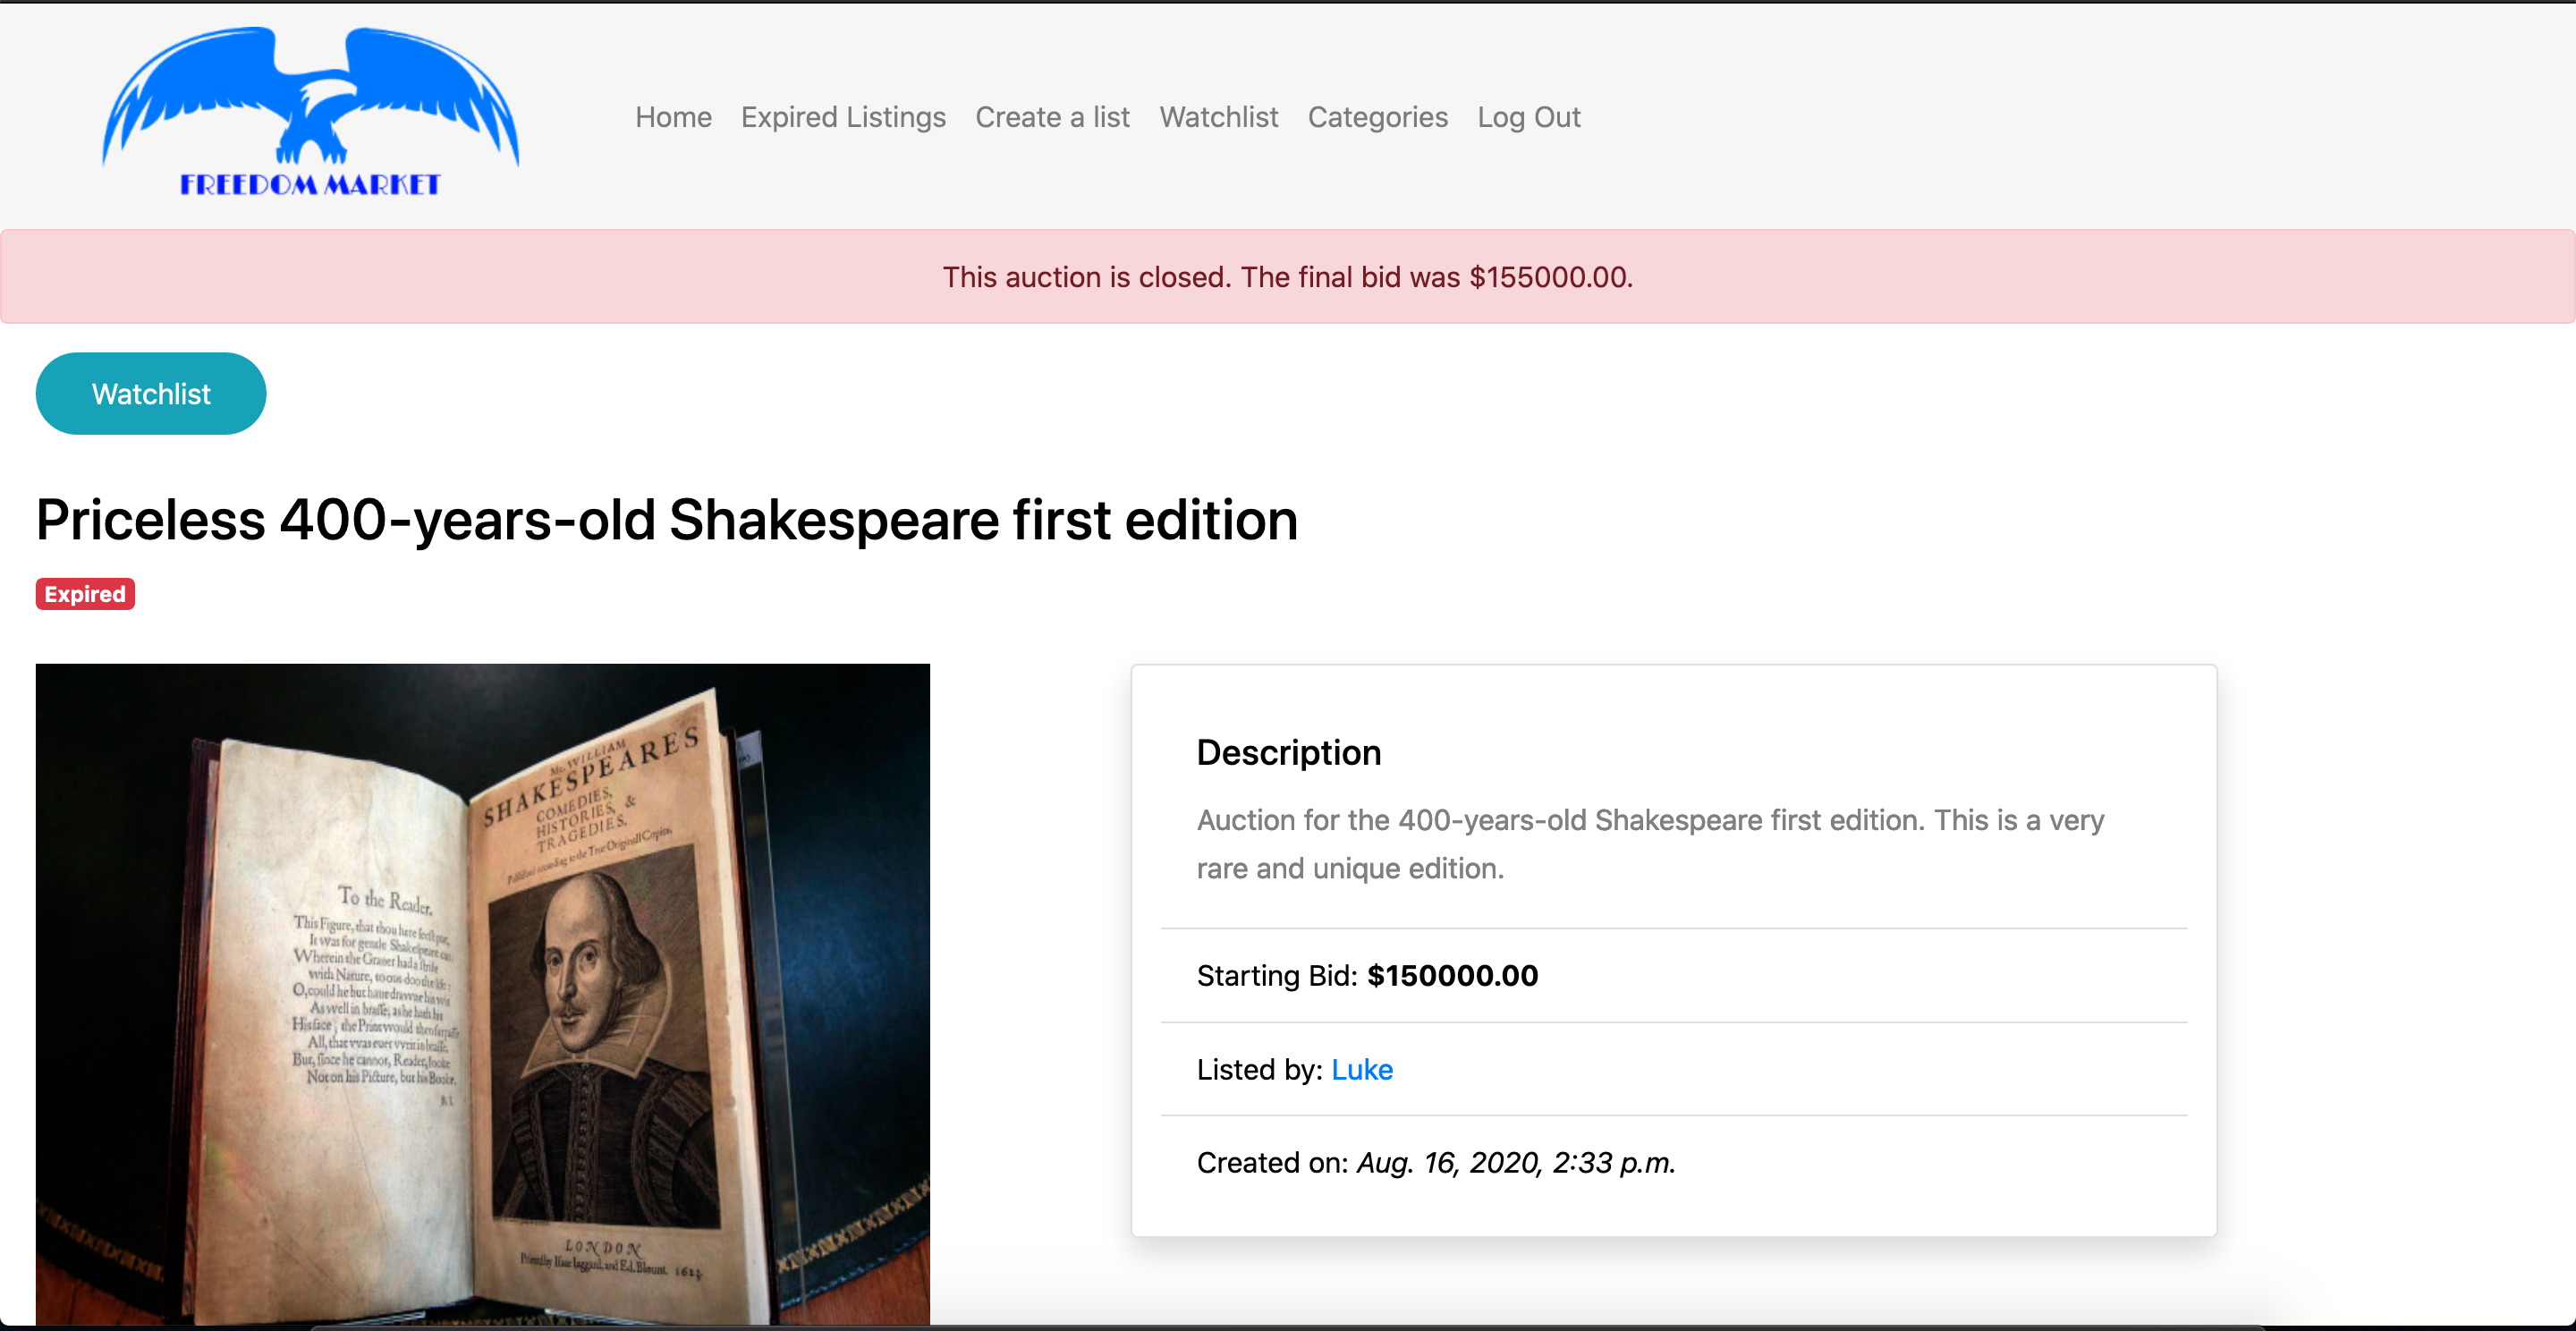 FREEDOM MARKET
Home Expired Listings Create a list Watchlist Categories Log Out
This auction is closed. The final bid was $155000.00.
Watchlist
Priceless 400-years-old Shakespeare first edition
Expired
To the Reader.
This Figure, that thou here
It was for gentle Shakespeare cut,
Wherein the Graver had a strife
with Nature, to out-doo the life:
O, could he but haue drawne his wit
As well in brasse, as he hath hit
His face; the Print would then surpasse
All, that vvas euer vvrit in brasse.
But, since he cannot, Reader, looke
Not on his Picture, but his Booke.
B.I.
Mr. WILLIAM
SHAKESPEARES
COMEDIES,
HISTORIES, &
TRAGEDIES.
Published according to the True Originall Copies.
LONDON
Printed by Isaac Iaggard, and Ed. Blount. 1623.
Description
Auction for the 400-years-old Shakespeare first edition. This is a very
rare and unique edition.
Starting Bid: $150000.00
Listed by: Luke
Created on: Aug. 16, 2020, 2:33 p.m.